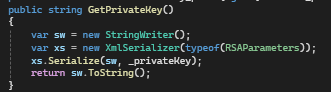 public string GetPrivateKey()
{
    var sw = new StringWriter();
    var xs = new XmlSerializer(typeof(RSAParameters));
    xs.Serialize(sw, _privateKey);
    return sw.ToString();
}